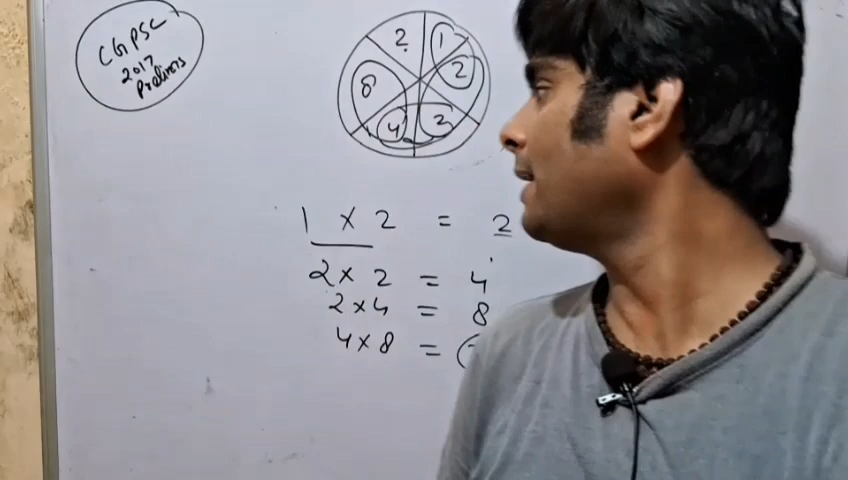 CGPSC
2017
Prelims
?
1
2
2
4
8
1 × 2 = 2
2 × 2 = 4
2 × 4 = 8
4 × 8 =